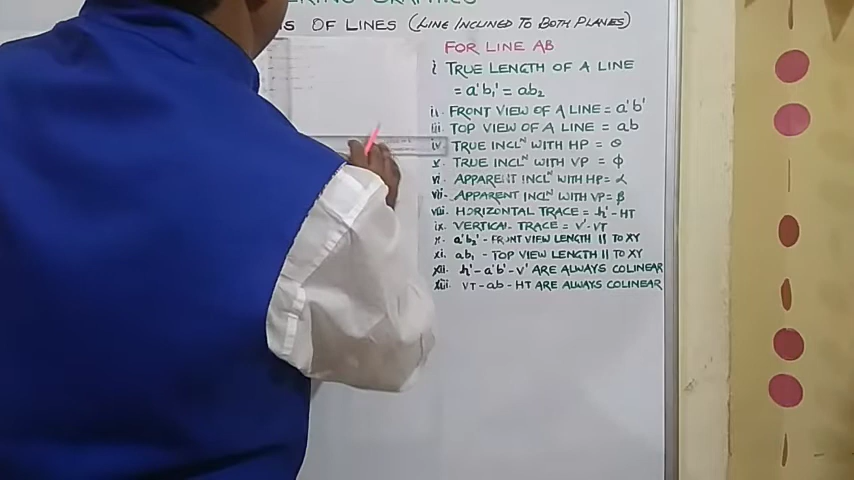 GRAPHICS
OF LINES (LINE INCLINED TO BOTH PLANES)
FOR LINE AB
i TRUE LENGTH OF A LINE
= a'b₁' = ab₂
ii. FRONT VIEW OF A LINE = a'b'
iii. TOP VIEW OF A LINE = ab
iv. TRUE INCLᴺ WITH HP = θ
v. TRUE INCLᴺ WITH VP = ϕ
vi. APPARENT INCLᴺ WITH HP = α
vii. APPARENT INCLᴺ WITH VP = β
viii. HORIZONTAL TRACE = h'-HT
ix. VERTICAL TRACE = v'-VT
x. a'b₂' - FRONT VIEW LENGTH || TO XY
xi. ab₁ - TOP VIEW LENGTH || TO XY
xii. h'-a'b'-v' ARE ALWAYS COLINEAR
xiii. VT-ab-HT ARE ALWAYS COLINEAR